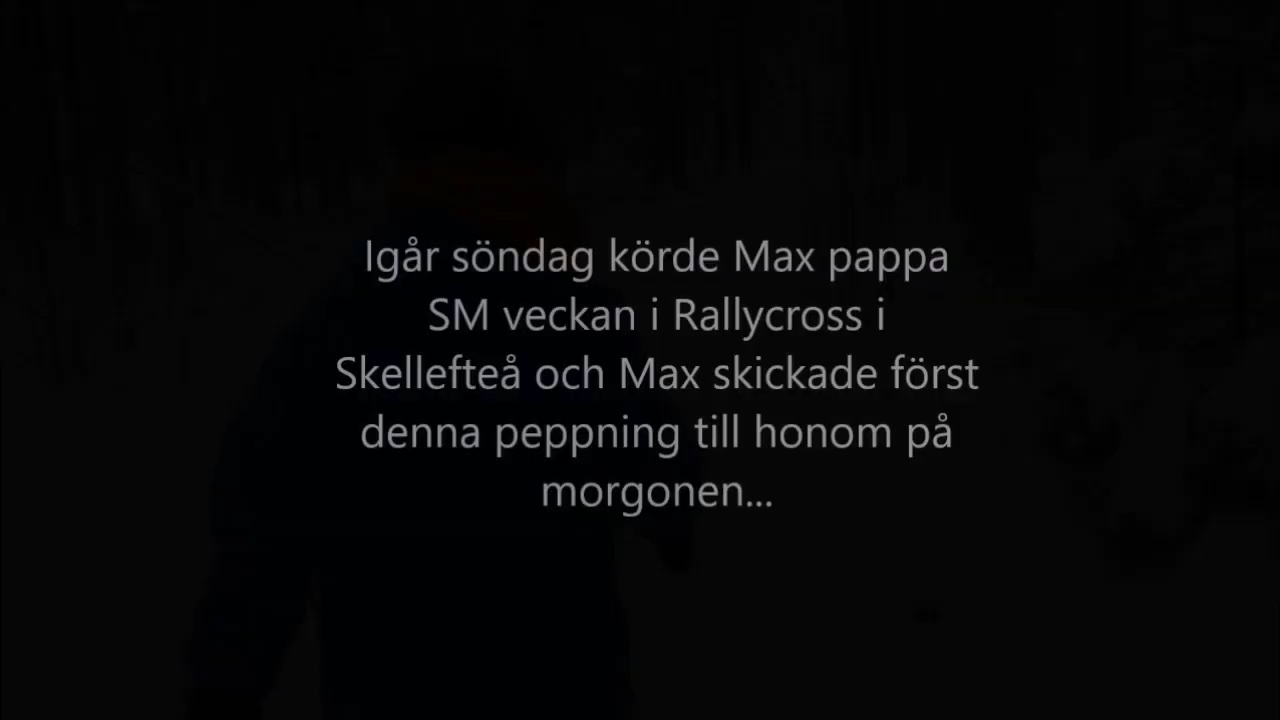 Igår söndag körde Max pappa
SM veckan i Rallycross i
Skellefteå och Max skickade först
denna peppning till honom på
morgonen...